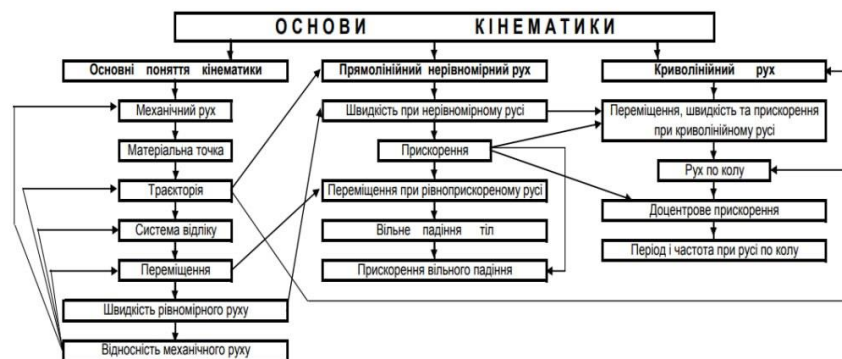 ОСНОВИ КІНЕМАТИКИ
Основні поняття кінематики
Механічний рух
Матеріальна точка
Траєкторія
Система відліку
Переміщення
Швидкість рівномірного руху
Відносність механічного руху
Прямолінійний нерівномірний рух
Швидкість при нерівномірному русі
Прискорення
Переміщення при рівноприскореному русі
Вільне падіння тіл
Прискорення вільного падіння
Криволінійний рух
Переміщення, швидкість та прискорення
при криволінійному русі
Рух по колу
Доцентрове прискорення
Період і частота при русі по колу